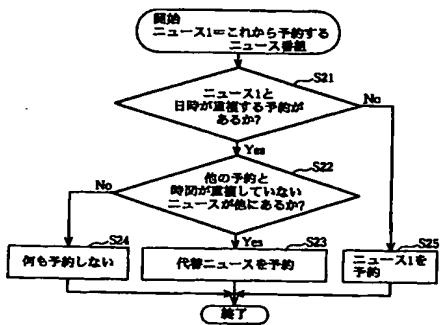 開始
ニュース1=これから予約する
ニュース番組
S21
ニュース1と
日時が重複する予約が
あるか?
No
Yes
S22
他の予約と
時間が重複していない
ニュースが他にあるか?
No
Yes
S24
何も予約しない
S23
代替ニュースを予約
S25
ニュース1を
予約
終了